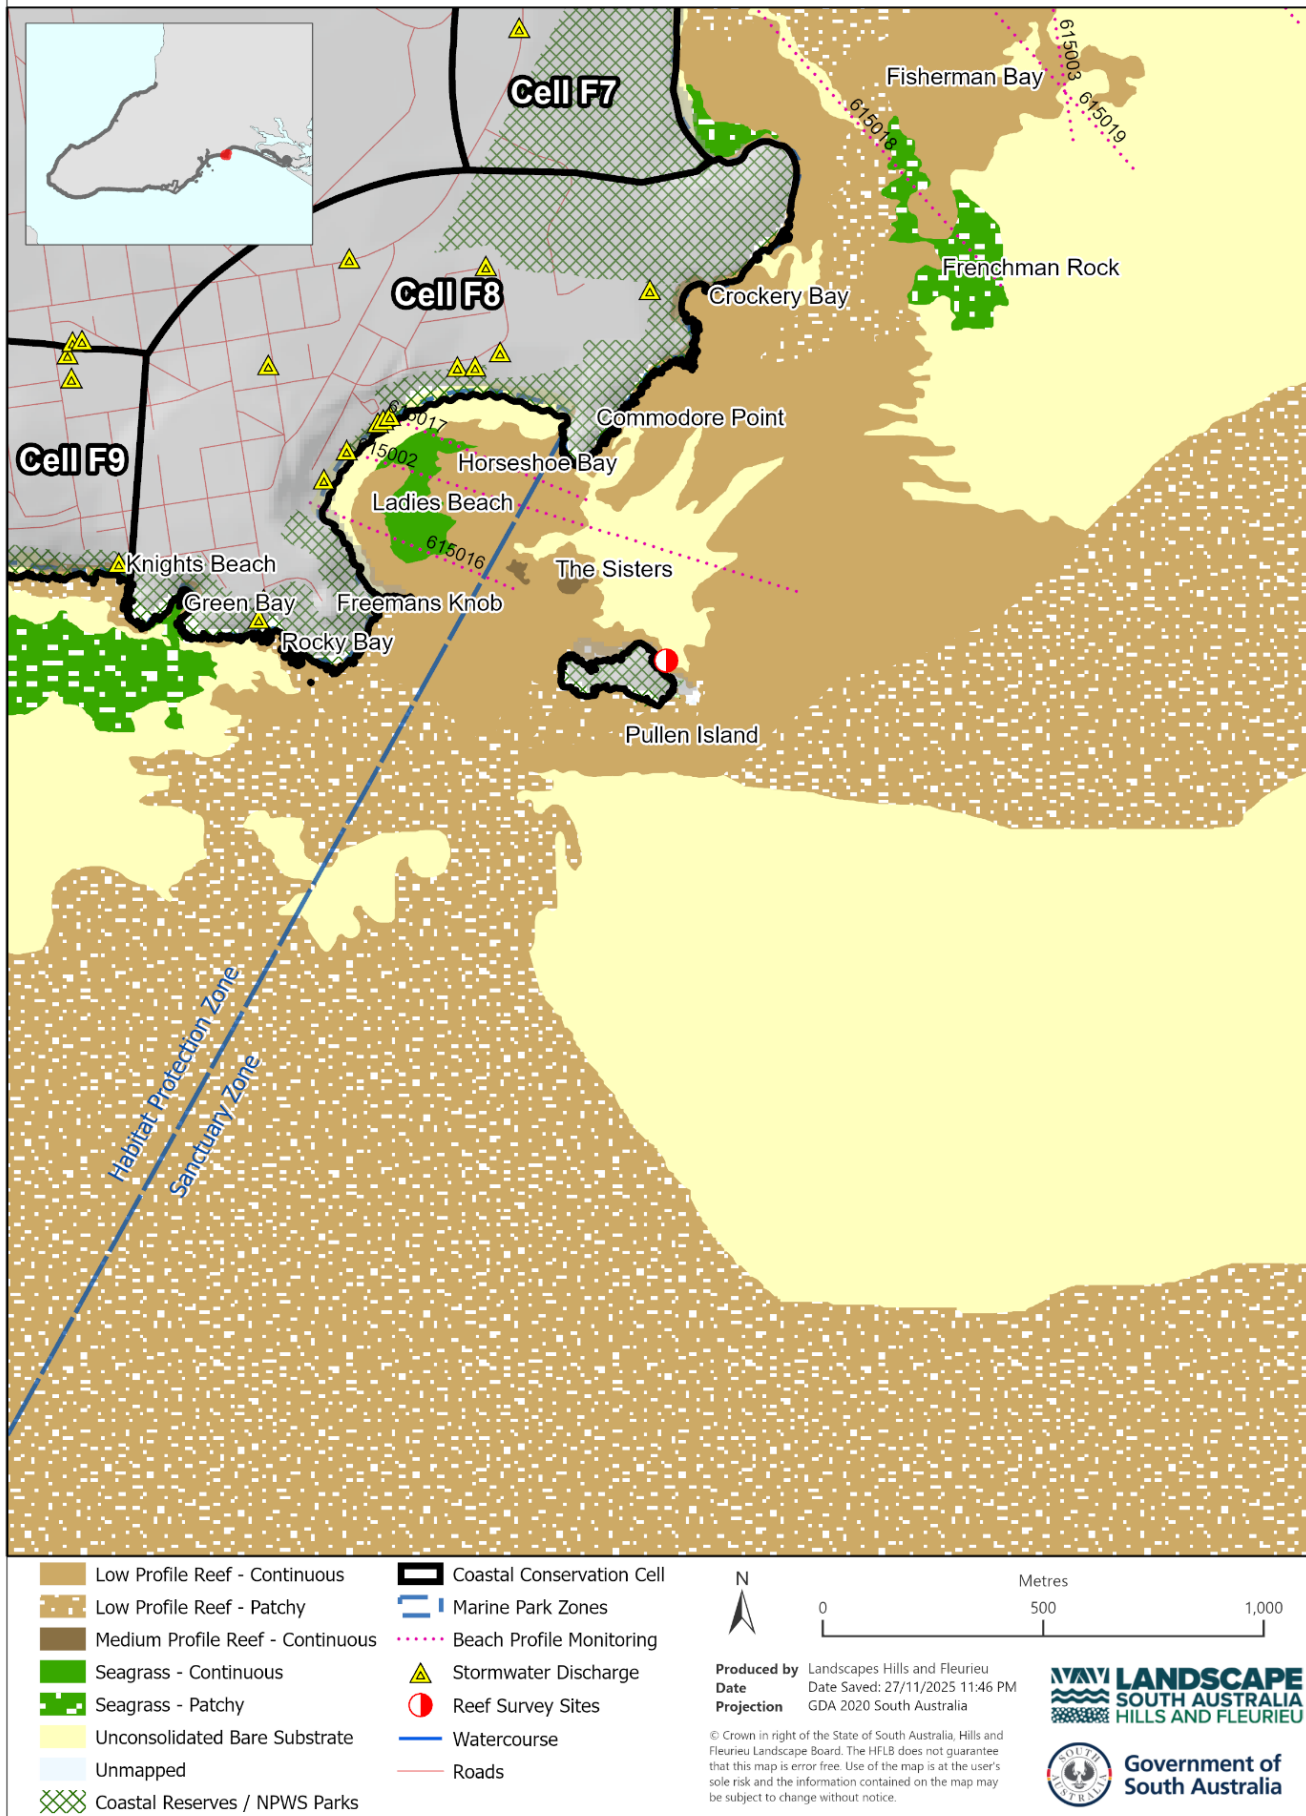 Cell F7
Fisherman Bay
615003
615019
615018
Frenchman Rock
Cell F8
Crockery Bay
Commodore Point
615017
Cell F9
615002
Horseshoe Bay
Ladies Beach
615016
The Sisters
Knights Beach
Green Bay
Freemans Knob
Rocky Bay
Pullen Island
Habitat Protection Zone
Sanctuary Zone
Low Profile Reef - Continuous
Low Profile Reef - Patchy
Medium Profile Reef - Continuous
Seagrass - Continuous
Seagrass - Patchy
Unconsolidated Bare Substrate
Unmapped
Coastal Reserves / NPWS Parks
Coastal Conservation Cell
Marine Park Zones
Beach Profile Monitoring
Stormwater Discharge
Reef Survey Sites
Watercourse
Roads
N
Metres
0 500 1,000
Produced by Landscapes Hills and Fleurieu
Date Date Saved: 27/11/2025 11:46 PM
Projection GDA 2020 South Australia
© Crown in right of the State of South Australia, Hills and
Fleurieu Landscape Board. The HFLB does not guarantee
that this map is error free. Use of the map is at the user's
sole risk and the information contained on the map may
be subject to change without notice.
LANDSCAPE
SOUTH AUSTRALIA
HILLS AND FLEURIEU
SOUTH
AUSTRALIA
Government of
South Australia